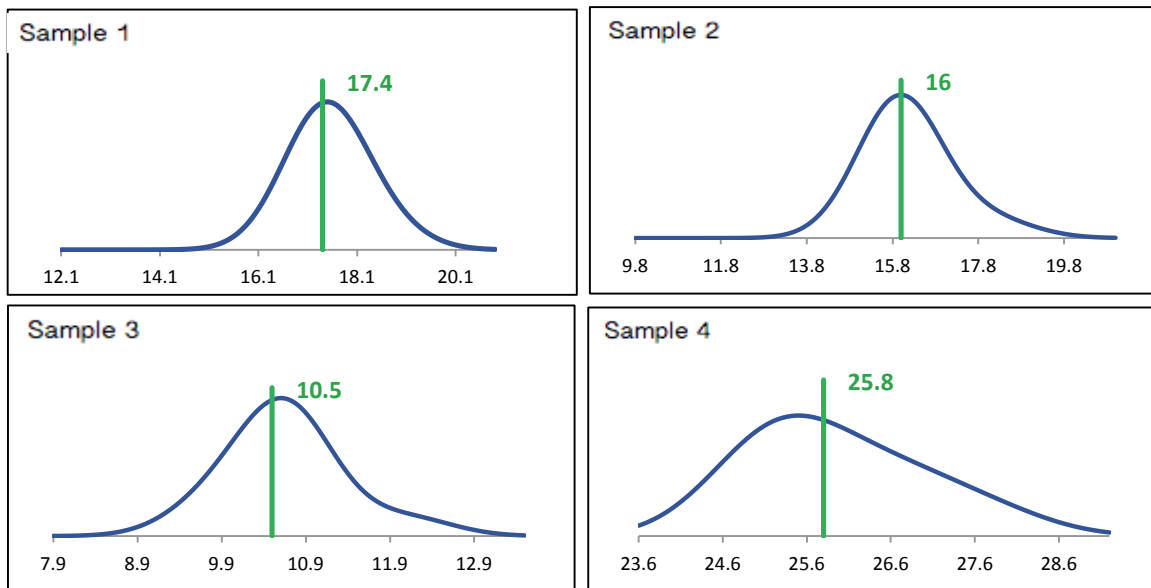 Sample 1
17.4
12.1 14.1 16.1 18.1 20.1
Sample 2
16
9.8 11.8 13.8 15.8 17.8 19.8
Sample 3
10.5
7.9 8.9 9.9 10.9 11.9 12.9
Sample 4
25.8
23.6 24.6 25.6 26.6 27.6 28.6